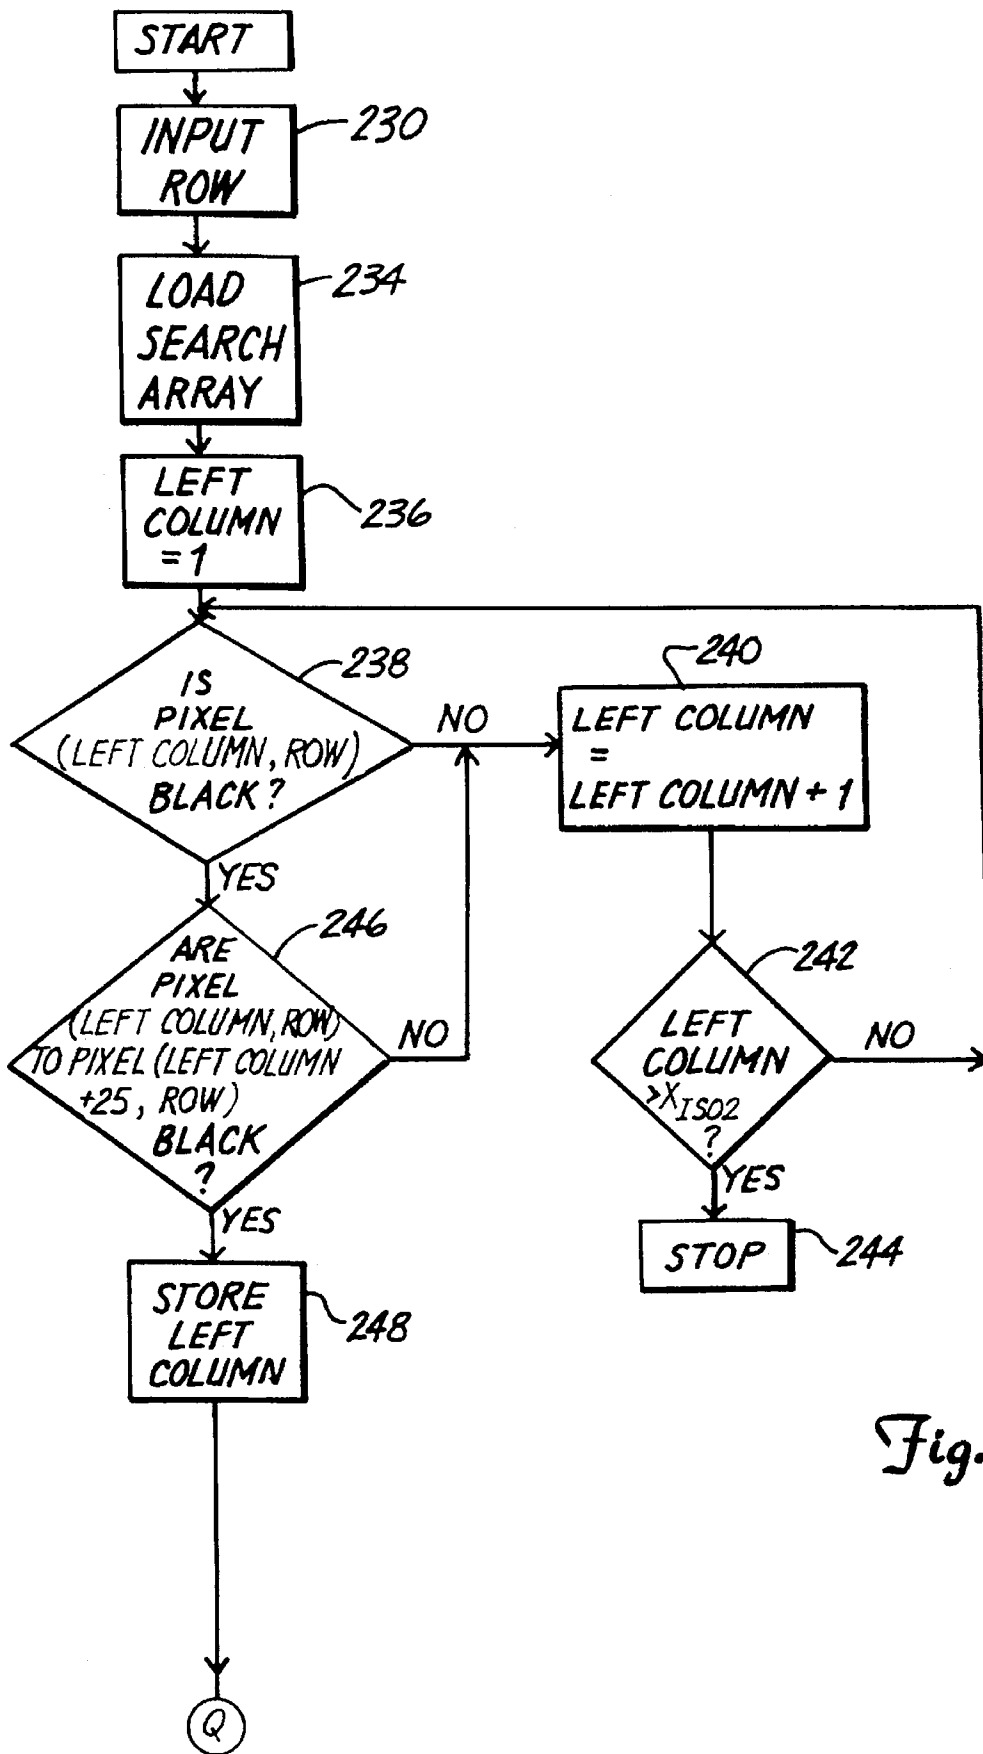 START
INPUT
ROW
230
LOAD
SEARCH
ARRAY
234
LEFT
COLUMN
= 1
236
IS
PIXEL
(LEFT COLUMN, ROW)
BLACK?
238
NO
YES
240
LEFT COLUMN
=
LEFT COLUMN + 1
ARE
PIXEL
(LEFT COLUMN, ROW)
TO PIXEL (LEFT COLUMN
+25, ROW)
BLACK
?
246
NO
YES
242
LEFT
COLUMN
>X_ISO2
?
NO
YES
STOP
244
STORE
LEFT
COLUMN
248
Fig.
Q